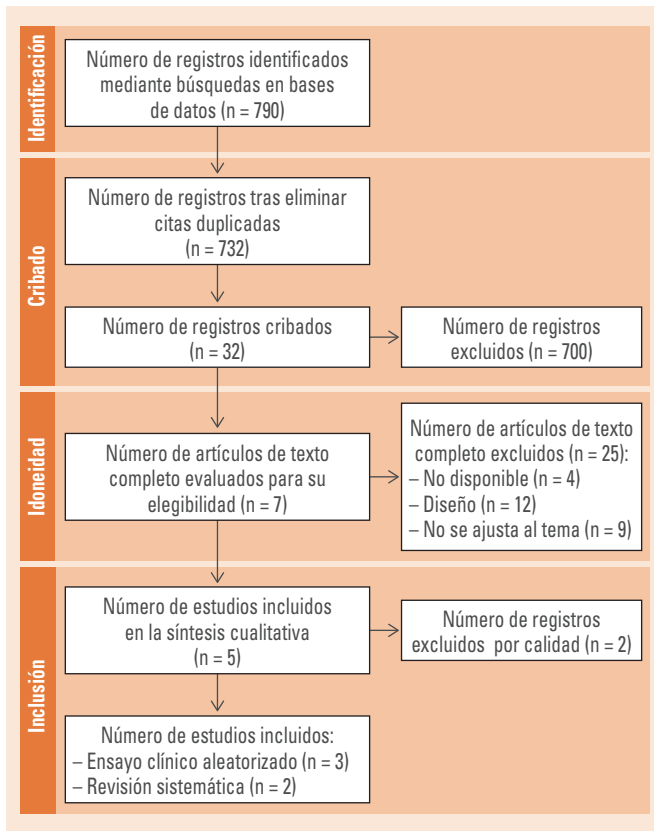 Identificación
Número de registros identificados
mediante búsquedas en bases
de datos (n = 790)
Cribado
Número de registros tras eliminar
citas duplicadas
(n = 732)
Número de registros cribados
(n = 32)
Número de registros
excluidos (n = 700)
Idoneidad
Número de artículos de texto
completo evaluados para su
elegibilidad (n = 7)
Número de artículos de texto
completo excluidos (n = 25):
– No disponible (n = 4)
– Diseño (n = 12)
– No se ajusta al tema (n = 9)
Inclusión
Número de estudios incluidos
en la síntesis cualitativa
(n = 5)
Número de registros
excluidos por calidad (n = 2)
Número de estudios incluidos:
– Ensayo clínico aleatorizado (n = 3)
– Revisión sistemática (n = 2)